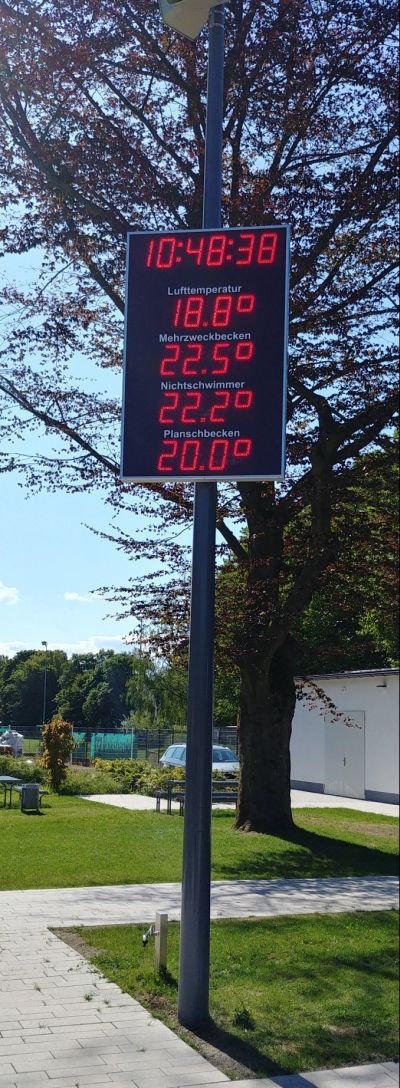 10:48:38
Lufttemperatur
18.8°
Mehrzweckbecken
22.5°
Nichtschwimmer
22.2°
Planschbecken
20.0°